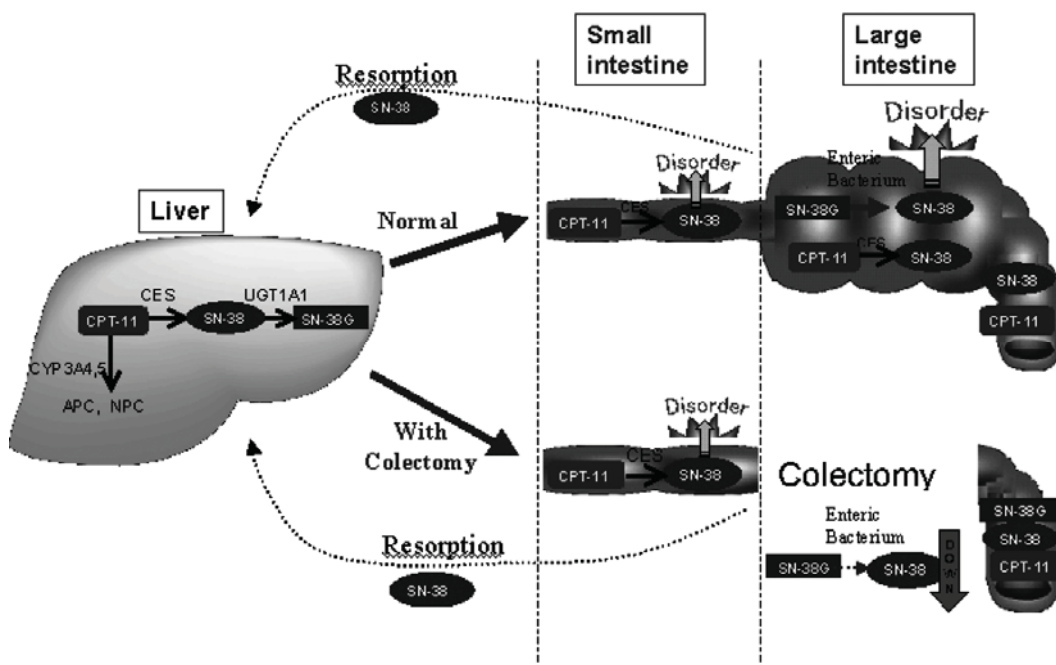 Small
intestine
Large
intestine
Resorption
SN-38
Disorder
Disorder
Enteric
Bacterium
Liver
Normal
CPT-11
CES
SN-38
SN-38G
SN-38
CPT-11
CES
SN-38
SN-38
CPT-11
CES
UGT1A1
CPT-11
SN-38
SN-38G
CYP3A4,5
APC, NPC
With
Colectomy
Disorder
CPT-11
CES
SN-38
Colectomy
Enteric
Bacterium
SN-38G
SN-38
DOWN
SN-38G
SN-38
CPT-11
Resorption
SN-38